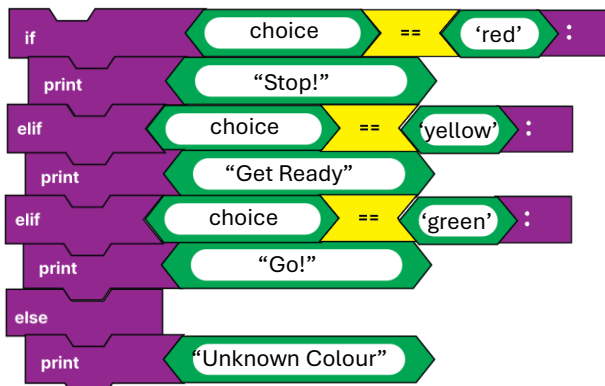 if choice == ‘red’ :
print “Stop!”
elif choice == ‘yellow’ :
print “Get Ready”
elif choice == ‘green’ :
print “Go!”
else
print “Unknown Colour”